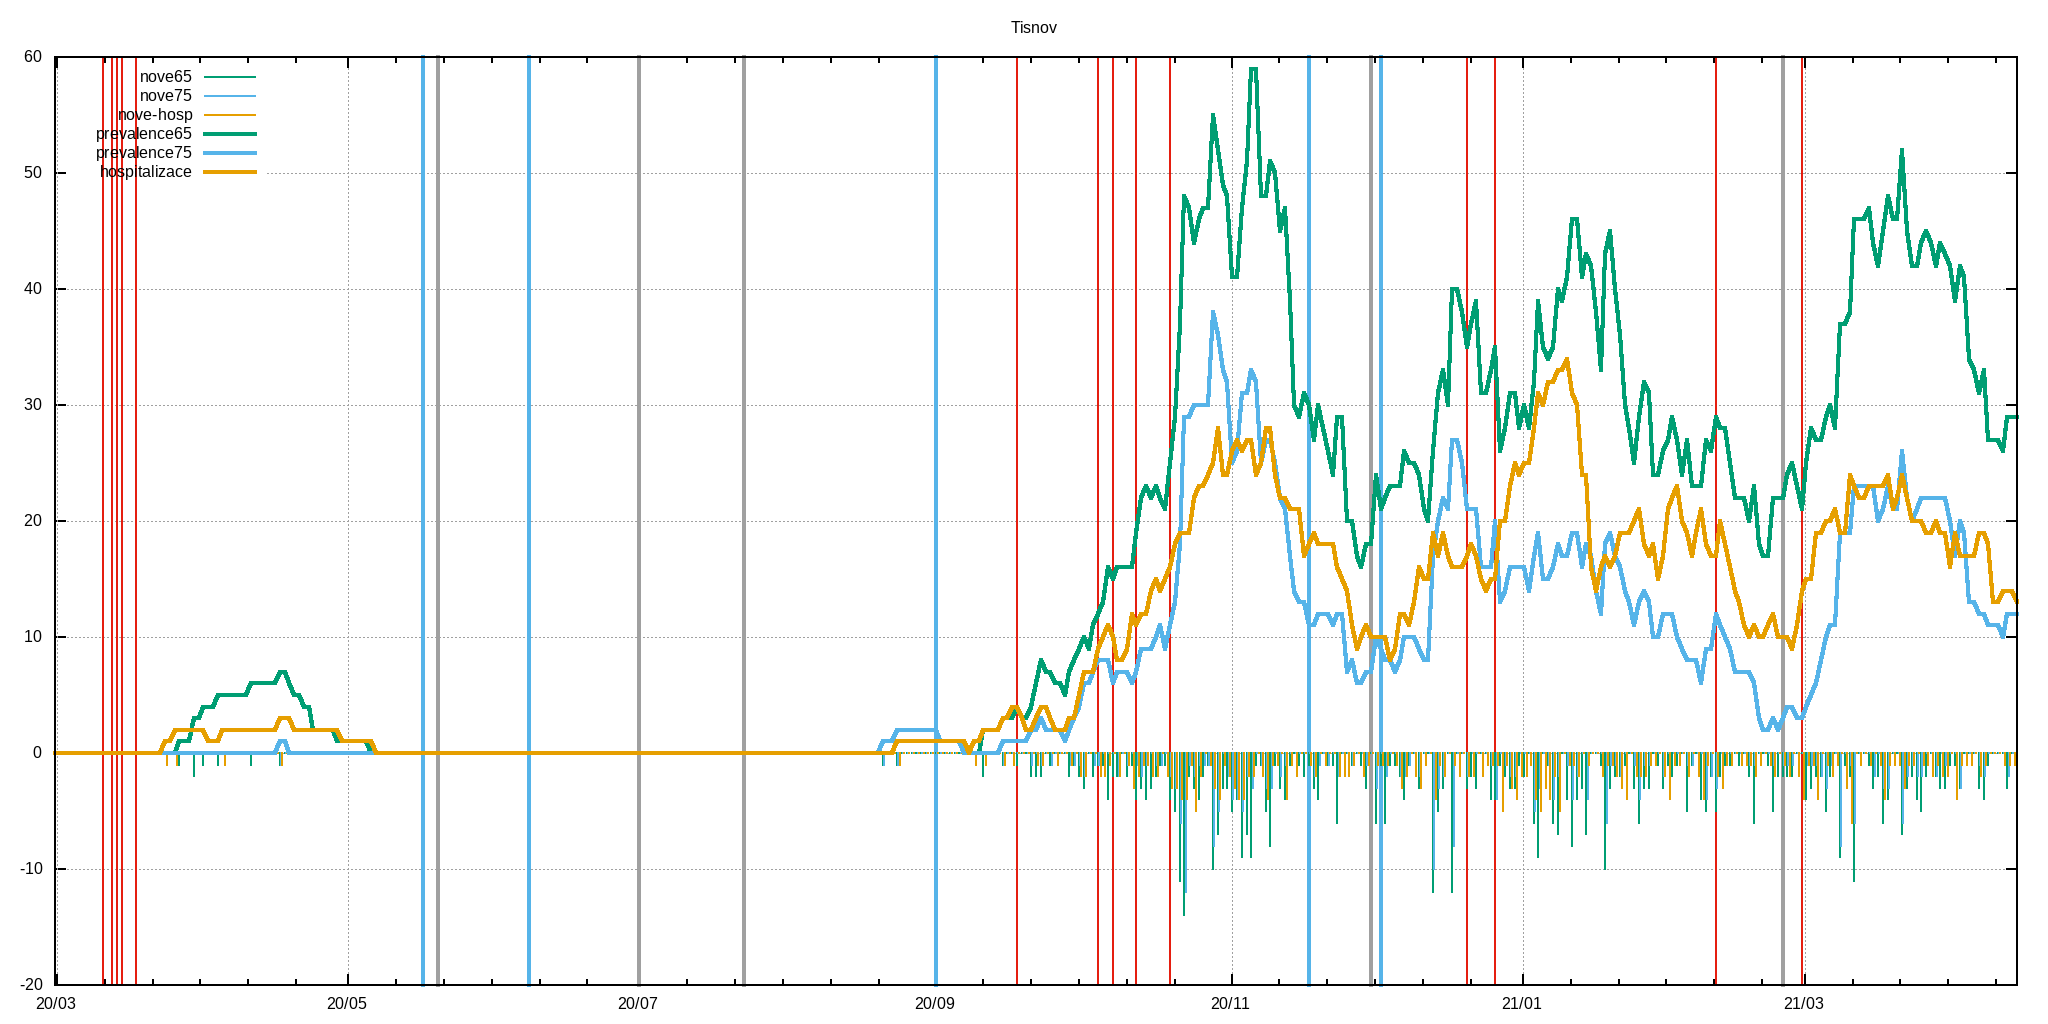 Tisnov
60
50
40
30
20
10
0
-10
-20
nove65
nove75
nove-hosp
prevalence65
prevalence75
hospitalizace
20/03 20/05 20/07 20/09 20/11 21/01 21/03